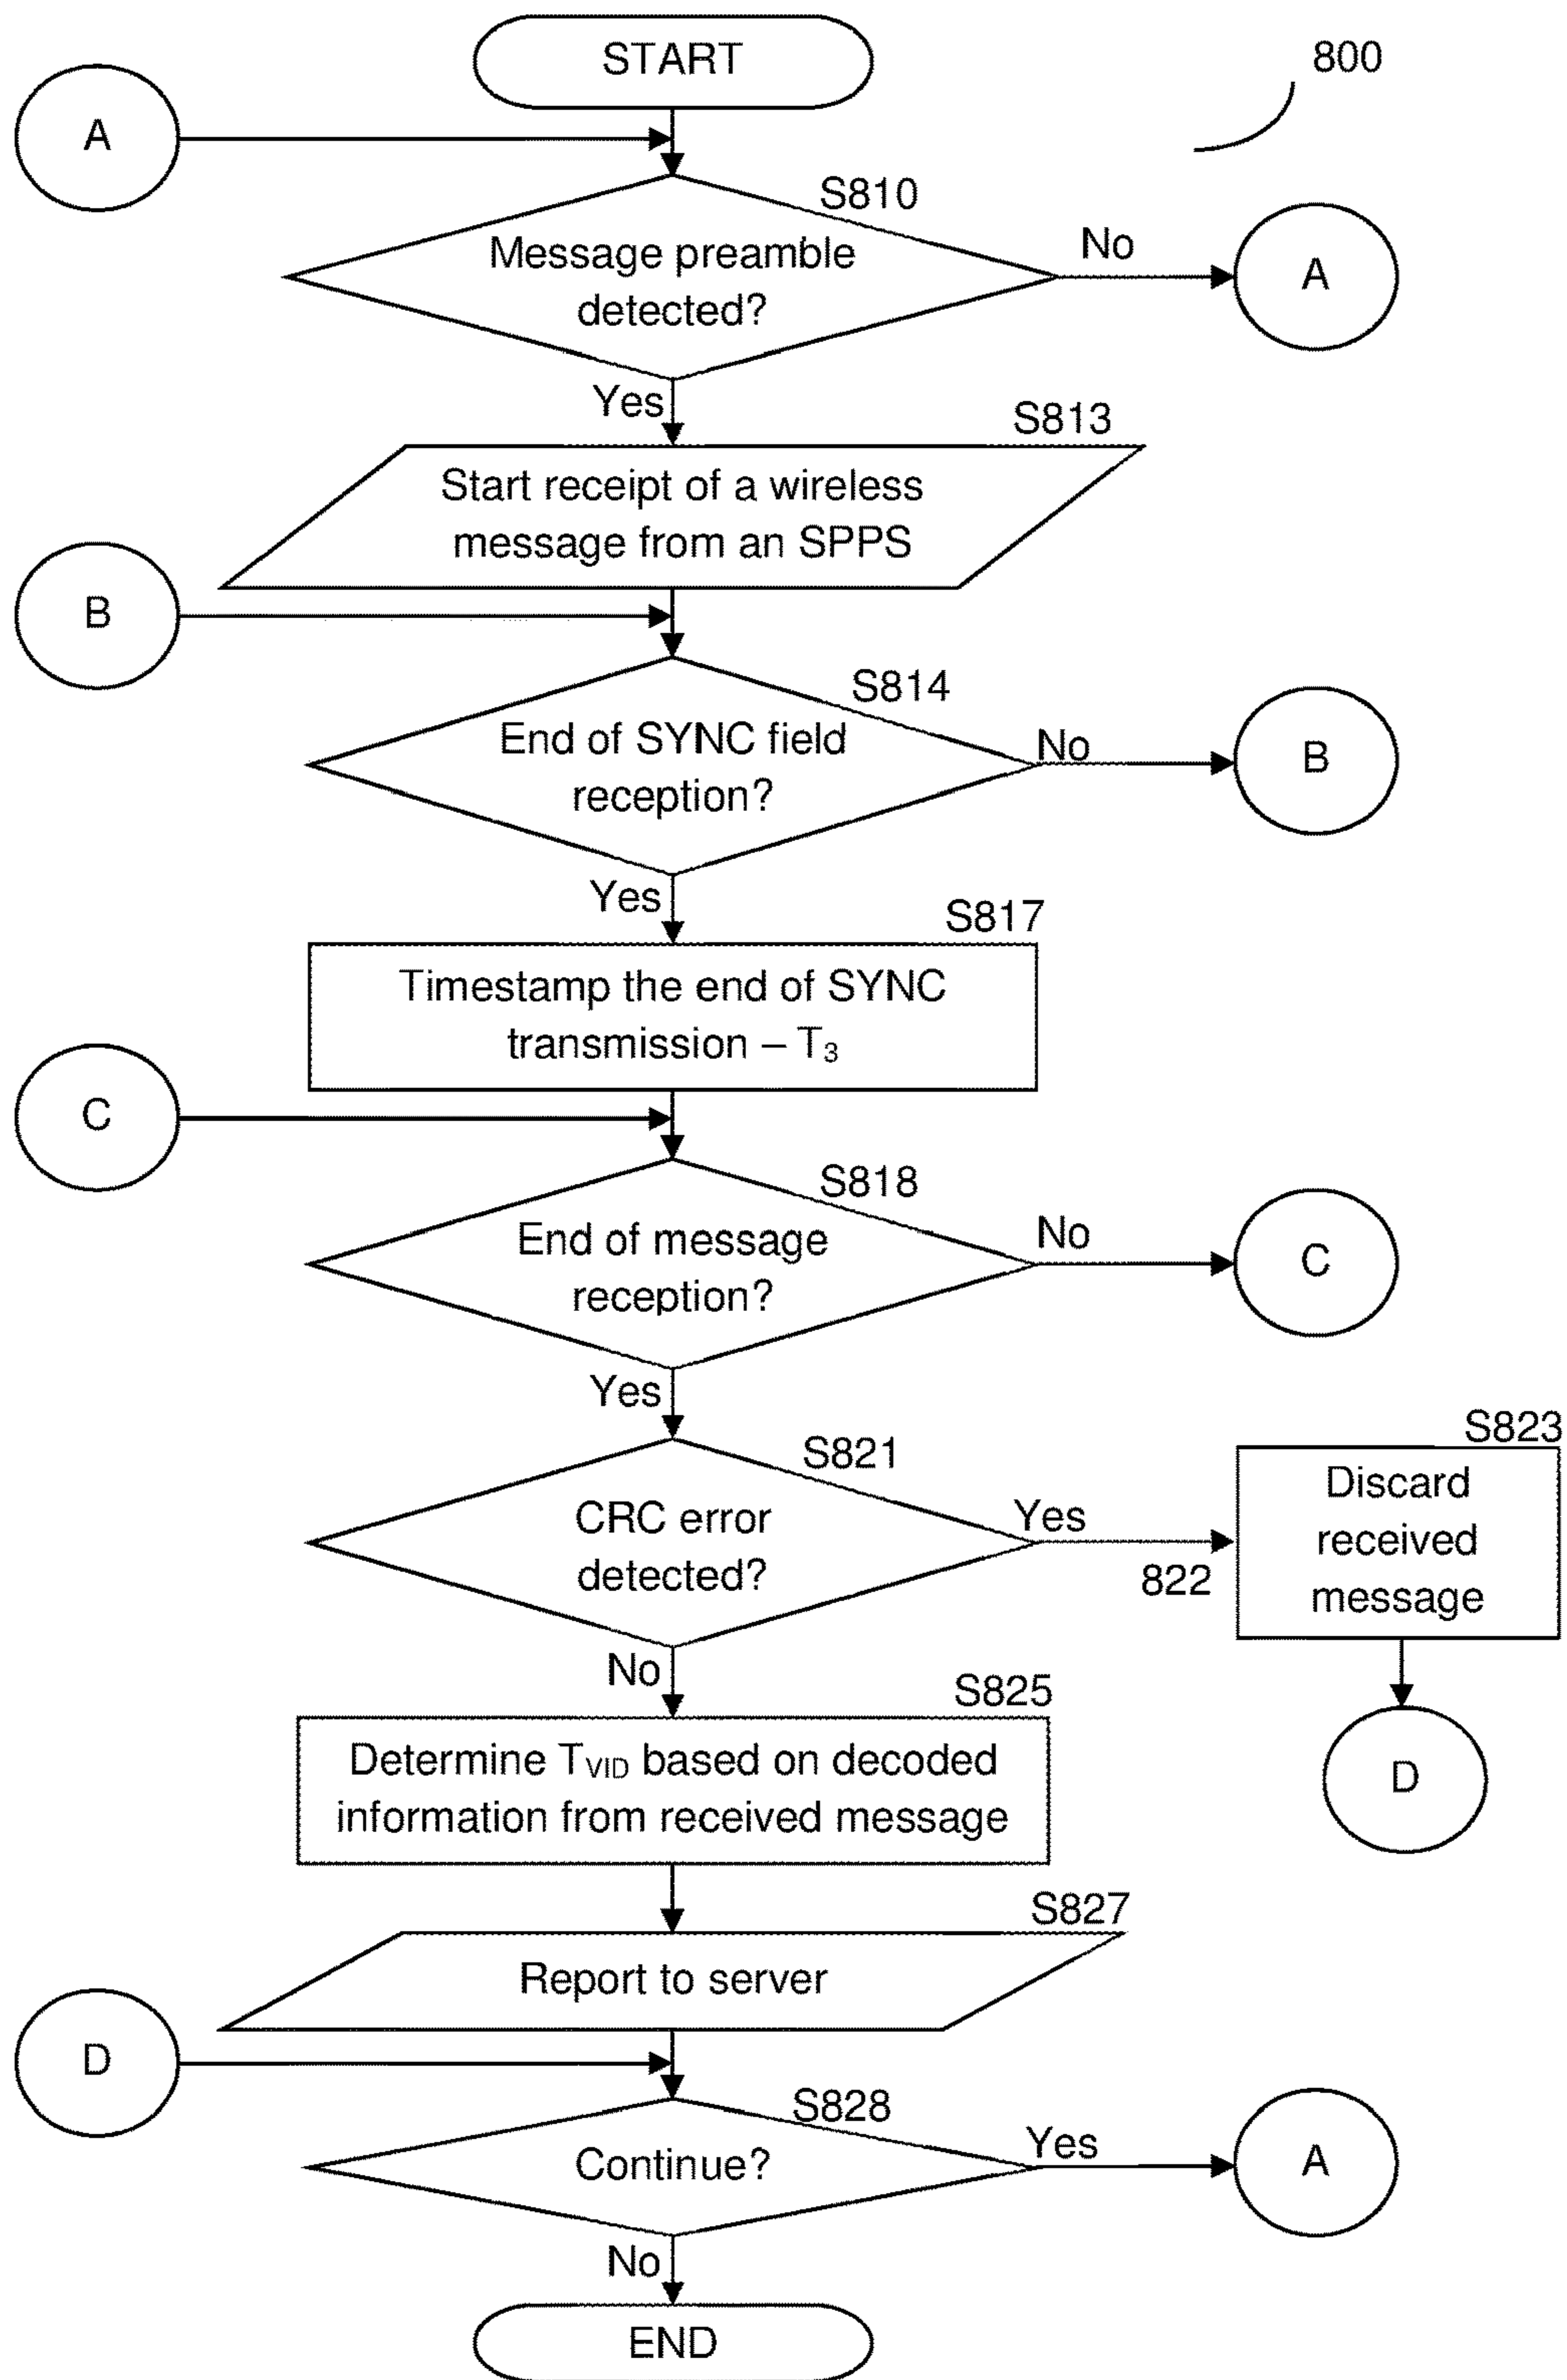 START
800
A
S810
Message preamble
detected?
No
A
Yes
S813
Start receipt of a wireless
message from an SPPS
B
S814
End of SYNC field
reception?
No
B
Yes
S817
Timestamp the end of SYNC
transmission – T₃
C
S818
End of message
reception?
No
C
Yes
S821
CRC error
detected?
Yes
822
S823
Discard
received
message
D
No
S825
Determine TVID based on decoded
information from received message
S827
Report to server
D
S828
Continue?
Yes
A
No
END